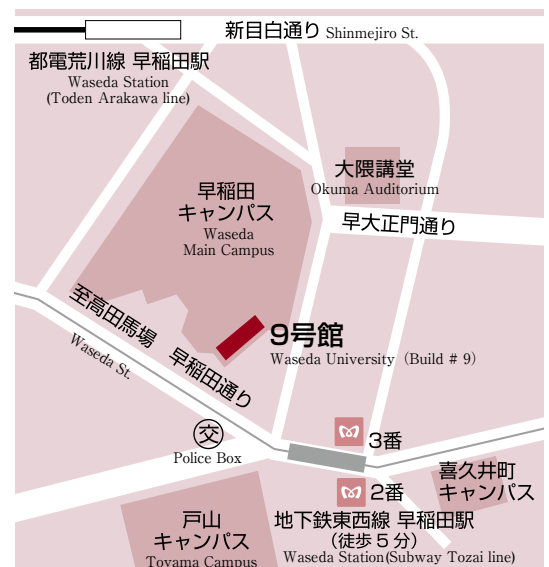 新目白通り Shinmejiro St.
都電荒川線 早稲田駅
Waseda Station
(Toden Arakawa line)
大隈講堂
Okuma Auditorium
早稲田
キャンパス
Waseda
Main Campus
早大正門通り
至高田馬場 早稲田通り
Waseda St.
9号館
Waseda University (Build # 9)
交
Police Box
3番
2番
喜久井町
キャンパス
戸山
キャンパス
Toyama Campus
地下鉄東西線 早稲田駅
(徒歩5分)
Waseda Station(Subway Tozai line)